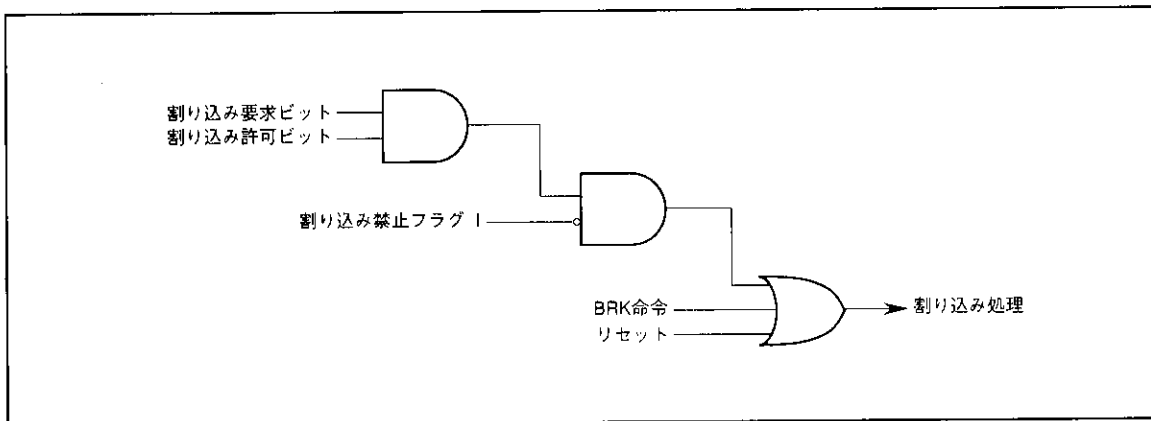 割り込み要求ビット
割り込み許可ビット
割り込み禁止フラグ I
BRK命令
リセット
割り込み処理